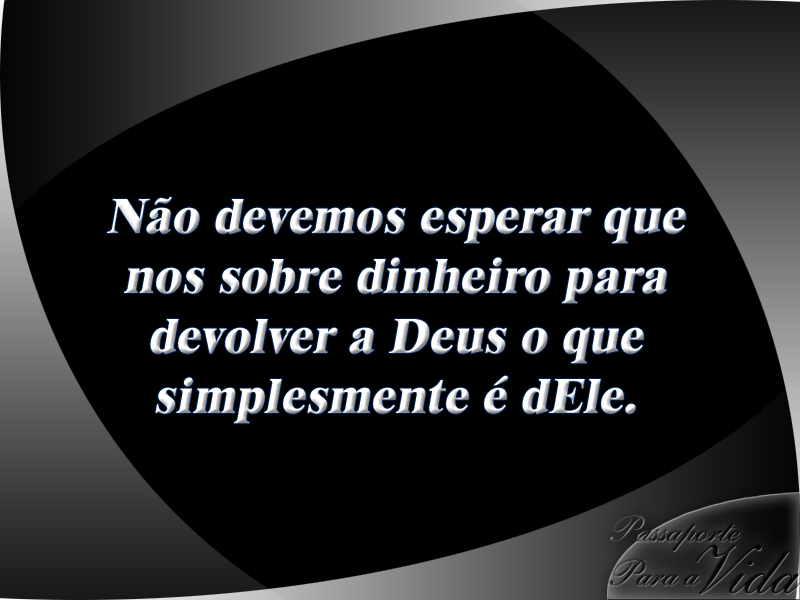 Não devemos esperar que
nos sobre dinheiro para
devolver a Deus o que
simplesmente é dEle.
Passaporte
Para a Vida